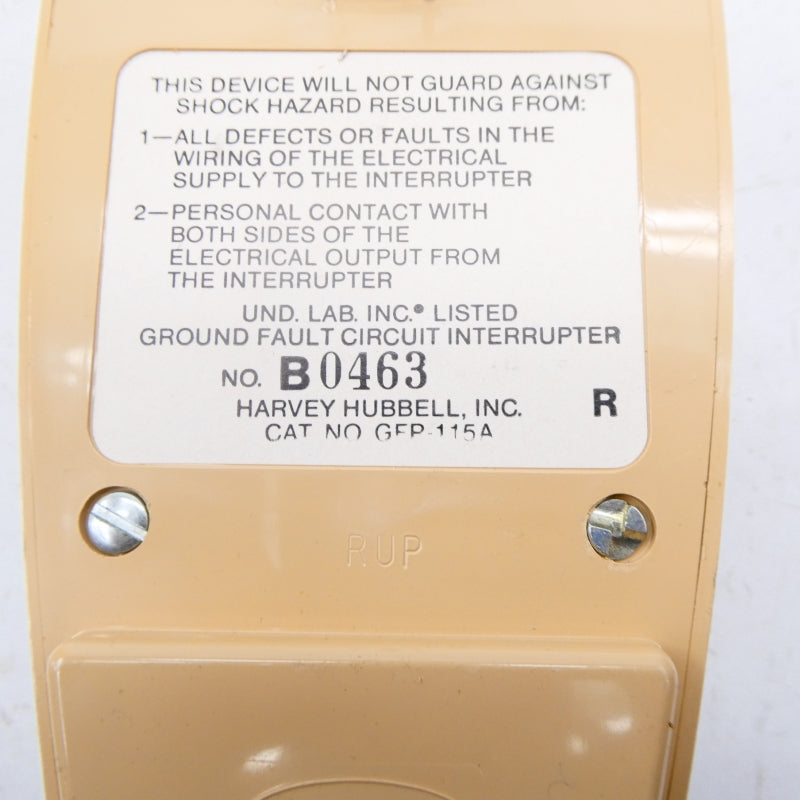 THIS DEVICE WILL NOT GUARD AGAINST
SHOCK HAZARD RESULTING FROM:
1—ALL DEFECTS OR FAULTS IN THE
WIRING OF THE ELECTRICAL
SUPPLY TO THE INTERRUPTER
2—PERSONAL CONTACT WITH
BOTH SIDES OF THE
ELECTRICAL OUTPUT FROM
THE INTERRUPTER
UND. LAB. INC.® LISTED
GROUND FAULT CIRCUIT INTERRUPTER
NO. B0463
HARVEY HUBBELL, INC. R
CAT NO GFP-115A
RUP